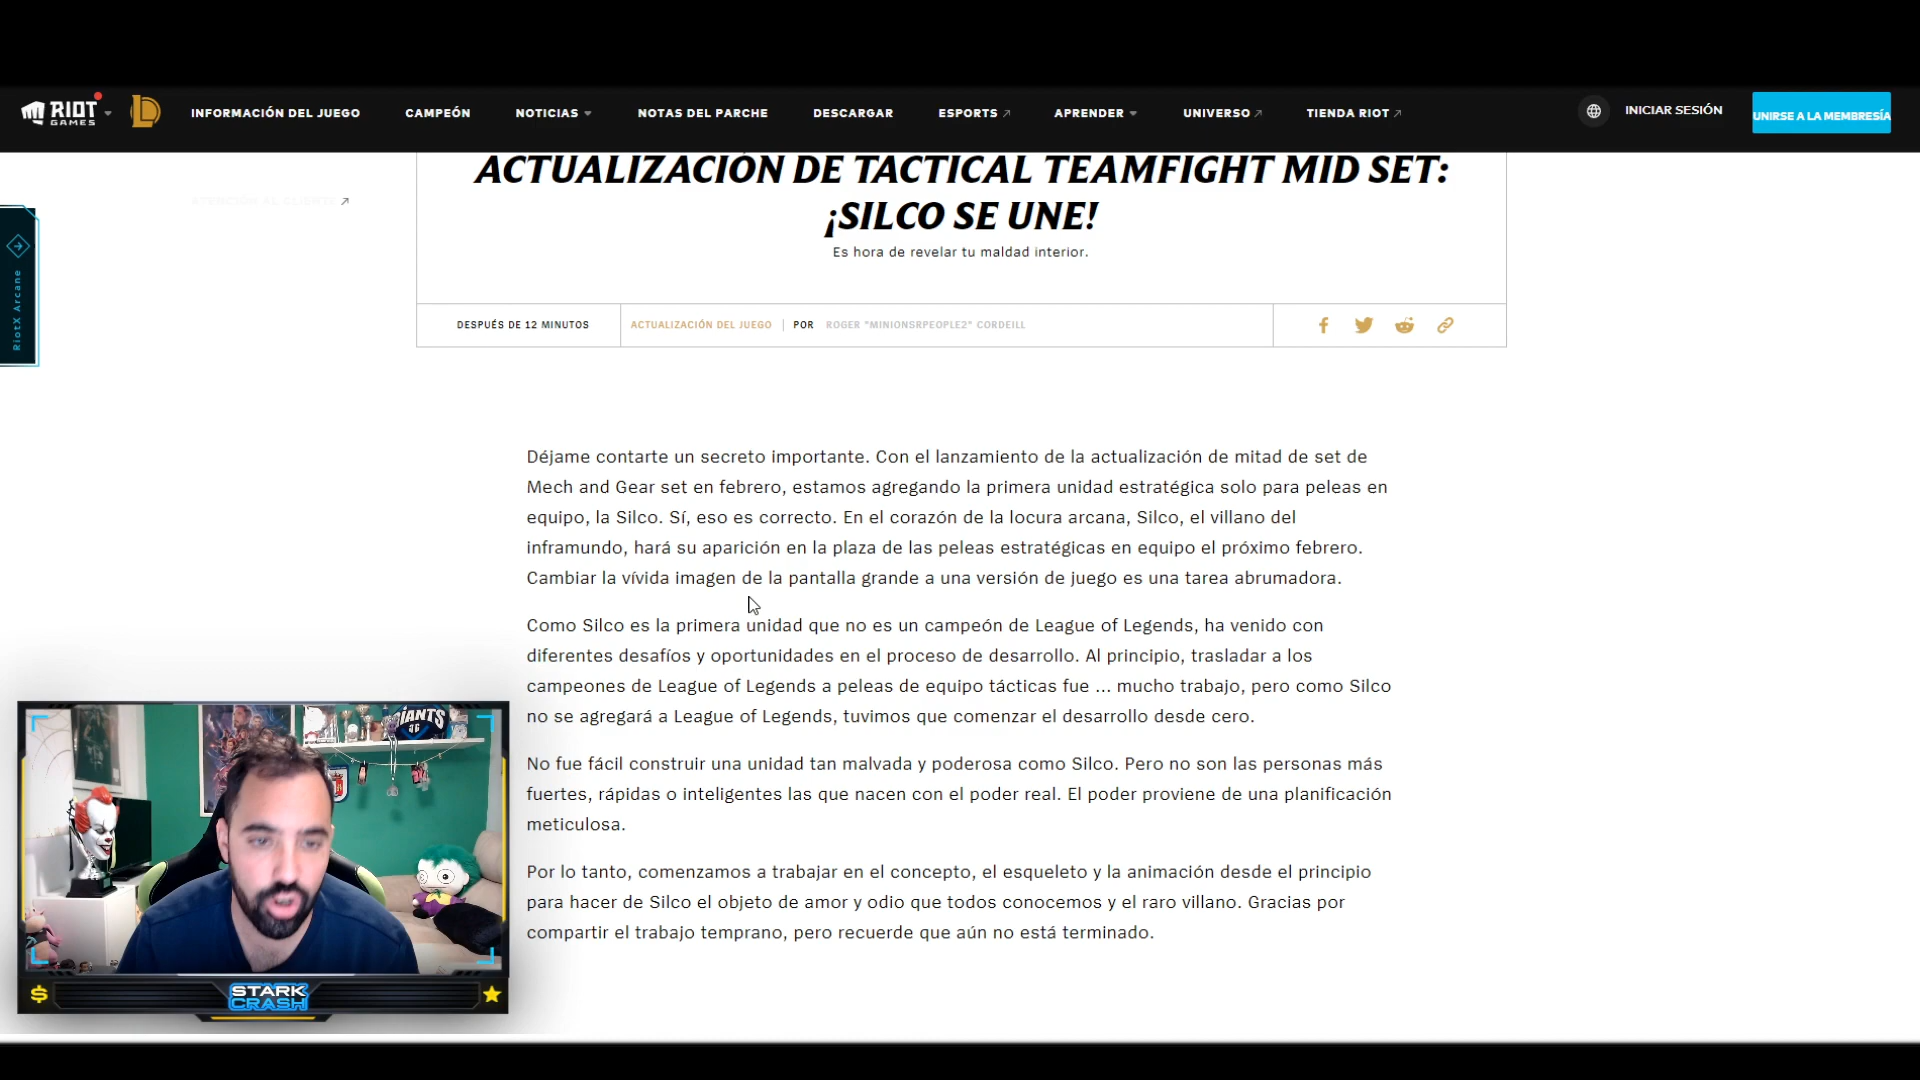 RIOT GAMES
INFORMACIÓN DEL JUEGO
CAMPEÓN
NOTICIAS
NOTAS DEL PARCHE
DESCARGAR
ESPORTS
APRENDER
UNIVERSO
TIENDA RIOT
INICIAR SESIÓN
UNIRSE A LA MEMBRESÍA
ATENCIÓN AL CLIENTE
RiotX Arcane
ACTUALIZACIÓN DE TACTICAL TEAMFIGHT MID SET:
¡SILCO SE UNE!
Es hora de revelar tu maldad interior.
DESPUÉS DE 12 MINUTOS
ACTUALIZACIÓN DEL JUEGO | POR ROGER "MINIONSRPEOPLE2" CORDEILL
Déjame contarte un secreto importante. Con el lanzamiento de la actualización de mitad de set de
Mech and Gear set en febrero, estamos agregando la primera unidad estratégica solo para peleas en
equipo, la Silco. Sí, eso es correcto. En el corazón de la locura arcana, Silco, el villano del
inframundo, hará su aparición en la plaza de las peleas estratégicas en equipo el próximo febrero.
Cambiar la vívida imagen de la pantalla grande a una versión de juego es una tarea abrumadora.
Como Silco es la primera unidad que no es un campeón de League of Legends, ha venido con
diferentes desafíos y oportunidades en el proceso de desarrollo. Al principio, trasladar a los
campeones de League of Legends a peleas de equipo tácticas fue ... mucho trabajo, pero como Silco
no se agregará a League of Legends, tuvimos que comenzar el desarrollo desde cero.
No fue fácil construir una unidad tan malvada y poderosa como Silco. Pero no son las personas más
fuertes, rápidas o inteligentes las que nacen con el poder real. El poder proviene de una planificación
meticulosa.
Por lo tanto, comenzamos a trabajar en el concepto, el esqueleto y la animación desde el principio
para hacer de Silco el objeto de amor y odio que todos conocemos y el raro villano. Gracias por
compartir el trabajo temprano, pero recuerde que aún no está terminado.
GIANTS
STARK
CRASH